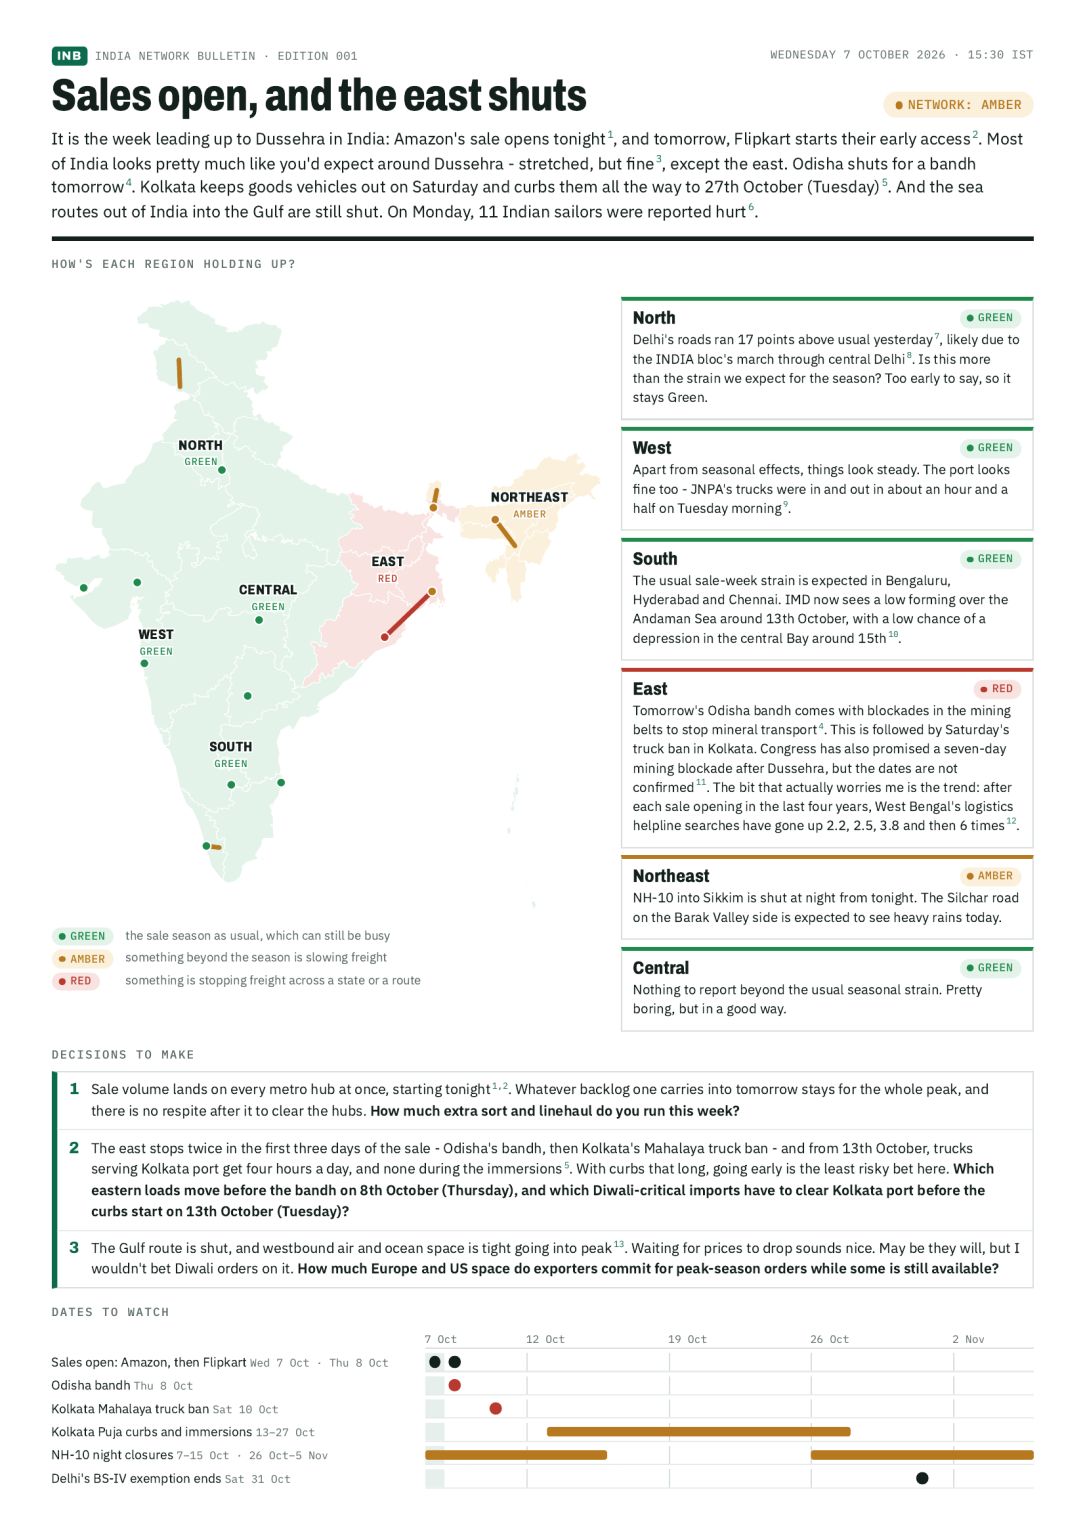 INB INDIA NETWORK BULLETIN · EDITION 001
WEDNESDAY 7 OCTOBER 2026 · 15:30 IST
Sales open, and the east shuts
NETWORK: AMBER
It is the week leading up to Dussehra in India: Amazon's sale opens tonight1, and tomorrow, Flipkart starts their early access2. Most
of India looks pretty much like you'd expect around Dussehra - stretched, but fine3, except the east. Odisha shuts for a bandh
tomorrow4. Kolkata keeps goods vehicles out on Saturday and curbs them all the way to 27th October (Tuesday)5. And the sea
routes out of India into the Gulf are still shut. On Monday, 11 Indian sailors were reported hurt6.
HOW'S EACH REGION HOLDING UP?
NORTH
GREEN
NORTHEAST
AMBER
EAST
RED
CENTRAL
GREEN
WEST
GREEN
SOUTH
GREEN
GREEN the sale season as usual, which can still be busy
AMBER something beyond the season is slowing freight
RED something is stopping freight across a state or a route
North GREEN
Delhi's roads ran 17 points above usual yesterday7, likely due to
the INDIA bloc's march through central Delhi8. Is this more
than the strain we expect for the season? Too early to say, so it
stays Green.
West GREEN
Apart from seasonal effects, things look steady. The port looks
fine too - JNPA's trucks were in and out in about an hour and a
half on Tuesday morning9.
South GREEN
The usual sale-week strain is expected in Bengaluru,
Hyderabad and Chennai. IMD now sees a low forming over the
Andaman Sea around 13th October, with a low chance of a
depression in the central Bay around 15th10.
East RED
Tomorrow's Odisha bandh comes with blockades in the mining
belts to stop mineral transport4. This is followed by Saturday's
truck ban in Kolkata. Congress has also promised a seven-day
mining blockade after Dussehra, but the dates are not
confirmed11. The bit that actually worries me is the trend: after
each sale opening in the last four years, West Bengal's logistics
helpline searches have gone up 2.2, 2.5, 3.8 and then 6 times12.
Northeast AMBER
NH-10 into Sikkim is shut at night from tonight. The Silchar road
on the Barak Valley side is expected to see heavy rains today.
Central GREEN
Nothing to report beyond the usual seasonal strain. Pretty
boring, but in a good way.
DECISIONS TO MAKE
1 Sale volume lands on every metro hub at once, starting tonight1,2. Whatever backlog one carries into tomorrow stays for the whole peak, and
there is no respite after it to clear the hubs. How much extra sort and linehaul do you run this week?
2 The east stops twice in the first three days of the sale - Odisha's bandh, then Kolkata's Mahalaya truck ban - and from 13th October, trucks
serving Kolkata port get four hours a day, and none during the immersions5. With curbs that long, going early is the least risky bet here. Which
eastern loads move before the bandh on 8th October (Thursday), and which Diwali-critical imports have to clear Kolkata port before the
curbs start on 13th October (Tuesday)?
3 The Gulf route is shut, and westbound air and ocean space is tight going into peak13. Waiting for prices to drop sounds nice. May be they will, but I
wouldn't bet Diwali orders on it. How much Europe and US space do exporters commit for peak-season orders while some is still available?
DATES TO WATCH
7 Oct 12 Oct 19 Oct 26 Oct 2 Nov
Sales open: Amazon, then Flipkart Wed 7 Oct · Thu 8 Oct
Odisha bandh Thu 8 Oct
Kolkata Mahalaya truck ban Sat 10 Oct
Kolkata Puja curbs and immersions 13–27 Oct
NH-10 night closures 7–15 Oct · 26 Oct–5 Nov
Delhi's BS-IV exemption ends Sat 31 Oct